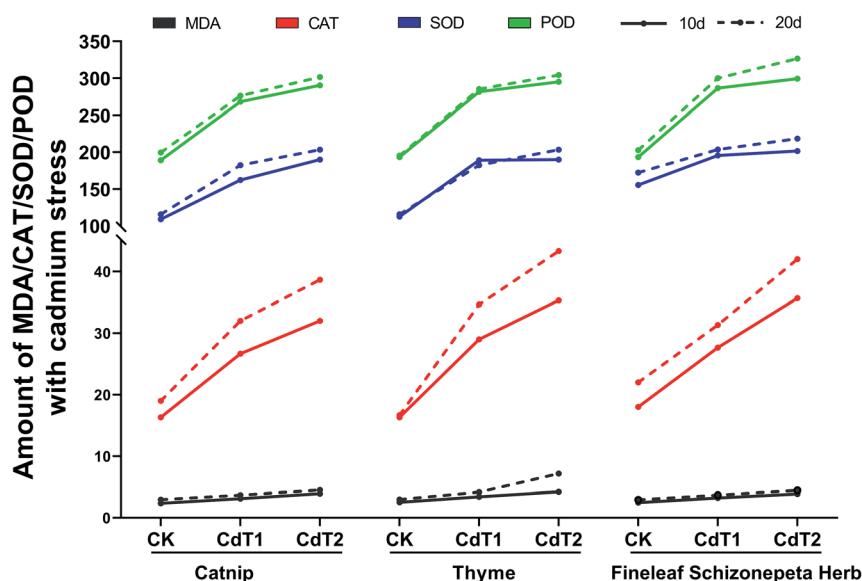 MDA CAT SOD POD 10d 20d
Amount of MDA/CAT/SOD/POD
with cadmium stress
350
300
250
200
150
100
40
30
20
10
0
CK CdT1 CdT2 CK CdT1 CdT2 CK CdT1 CdT2
Catnip Thyme Fineleaf Schizonepeta Herb